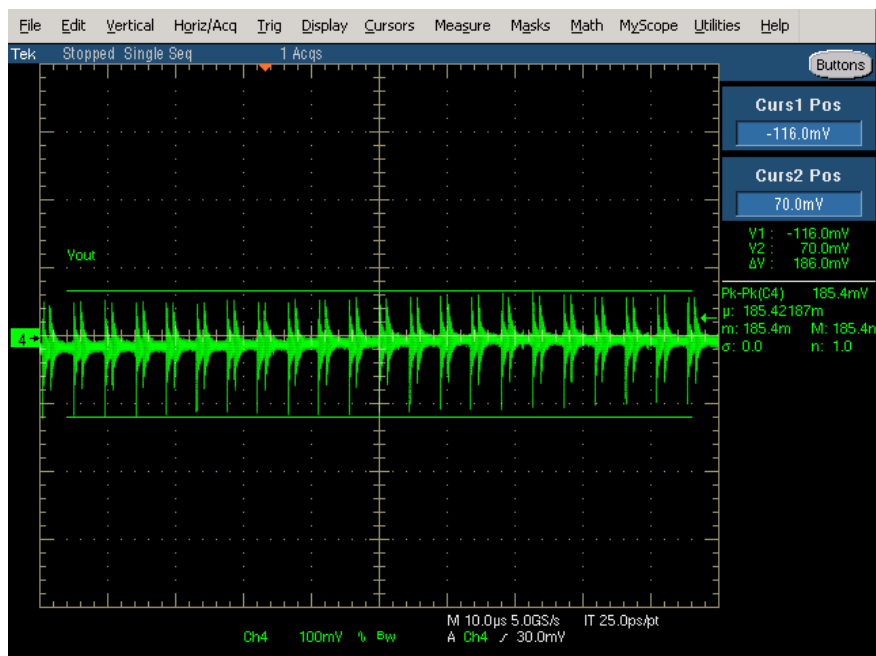 File Edit Vertical Horiz/Acq Trig Display Cursors Measure Masks Math MyScope Utilities Help
Tek Stopped Single Seq 1 Acqs
Buttons
Curs1 Pos
-116.0mV
Curs2 Pos
70.0mV
V1 : -116.0mV
V2 : 70.0mV
ΔV : 186.0mV
Vout
Pk-Pk(C4) 185.4mV
µ: 185.42187m
m: 185.4m M: 185.4m
σ: 0.0 n: 1.0
4
M 10.0µs 5.0GS/s IT 25.0ps/pt
Ch4 100mV ∿ Bw A Ch4 ⁄ 30.0mV